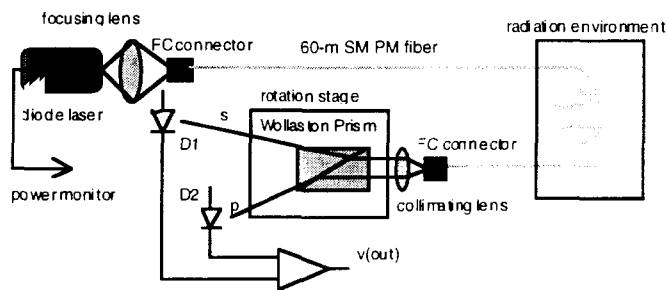 focusing lens
radiation environment
FC connector
60-m SM PM fiber
diode laser
rotation stage
s
Wollaston Prism
FC connector
D1
power monitor
D2
p
collimating lens
v(out)